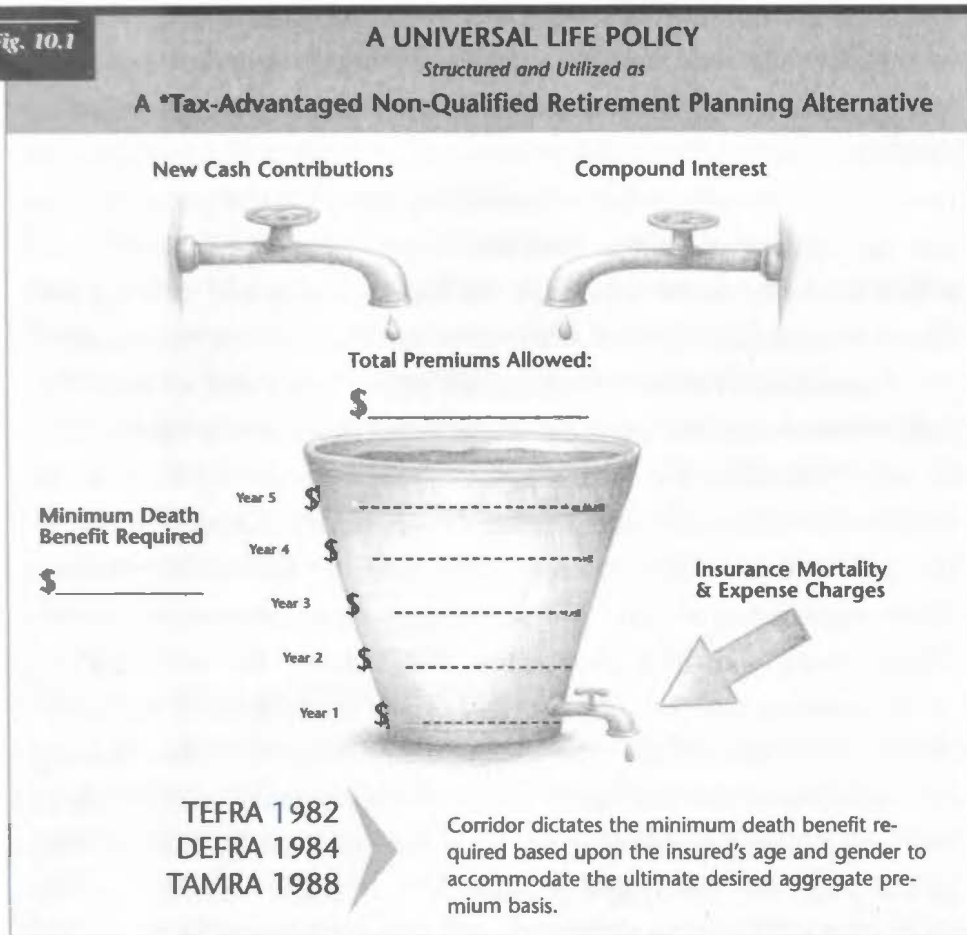 Fig. 10.1
A UNIVERSAL LIFE POLICY
Structured and Utilized as
A *Tax-Advantaged Non-Qualified Retirement Planning Alternative
New Cash Contributions
Compound Interest
Total Premiums Allowed:
$
Minimum Death
Benefit Required
$
Year 5 $
Year 4 $
Year 3 $
Year 2 $
Year 1 $
Insurance Mortality
& Expense Charges
TEFRA 1982
DEFRA 1984
TAMRA 1988
Corridor dictates the minimum death benefit re-
quired based upon the insured's age and gender to
accommodate the ultimate desired aggregate pre-
mium basis.